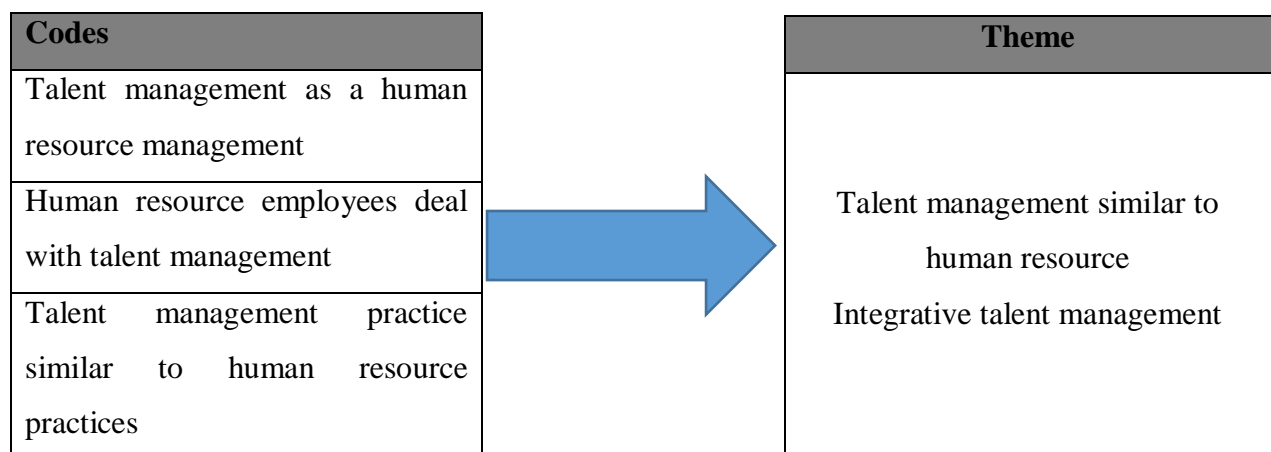 Codes
Talent management as a human
resource management
Human resource employees deal
with talent management
Talent management practice
similar to human resource
practices
Theme
Talent management similar to
human resource
Integrative talent management